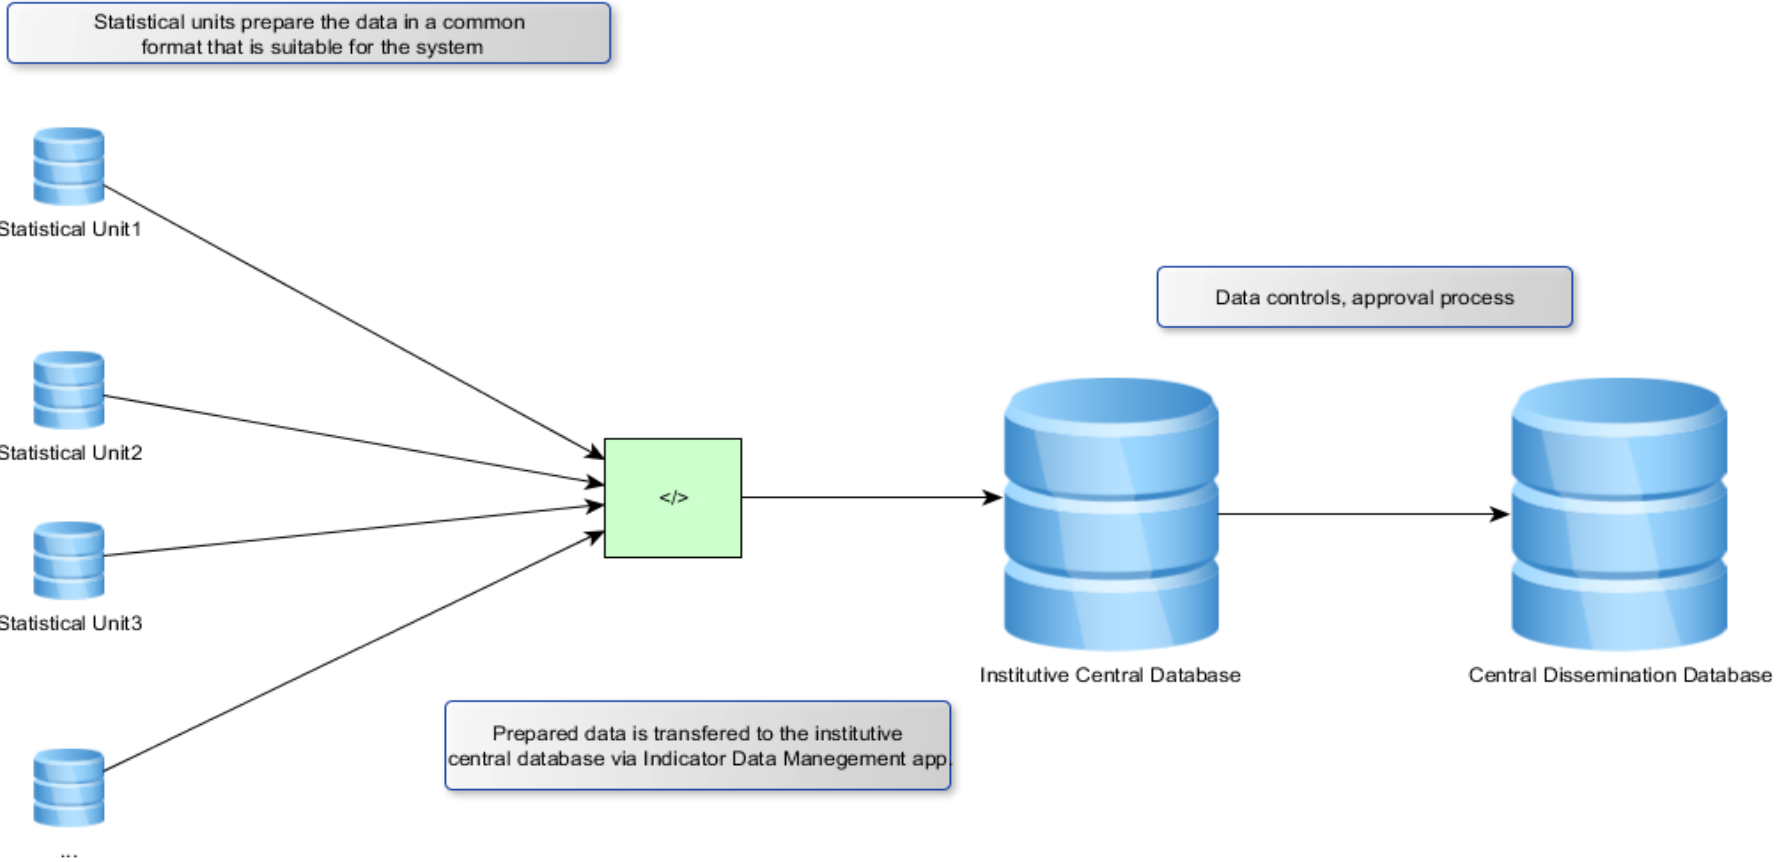 Statistical units prepare the data in a common
format that is suitable for the system
Statistical Unit1
Statistical Unit2
Statistical Unit3
...
</>
Prepared data is transfered to the institutive
central database via Indicator Data Manegement app.
Data controls, approval process
Institutive Central Database
Central Dissemination Database